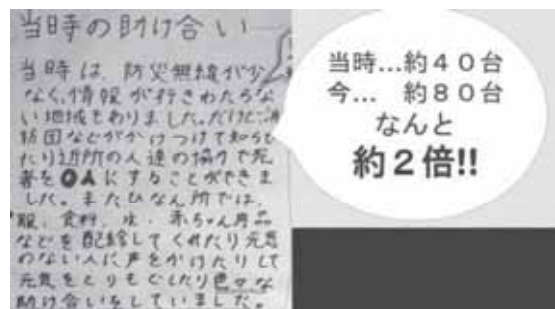 当時の助け合い
当時は、防災無線が少
なく、情報が行きわたらな
い地域もありました。だけど、消
防団などがかけつけて知らせ
たり近所の人達の協力で死
者を0人にすることができま
した。またひなん所では、
服、食料、水、赤ちゃん用品
などを配給してくれたり元気
のない人に声をかけたりして
元気をとりもどしたり色々な
助け合いをしていました。
当時…約40台
今… 約80台
なんと
約2倍!!